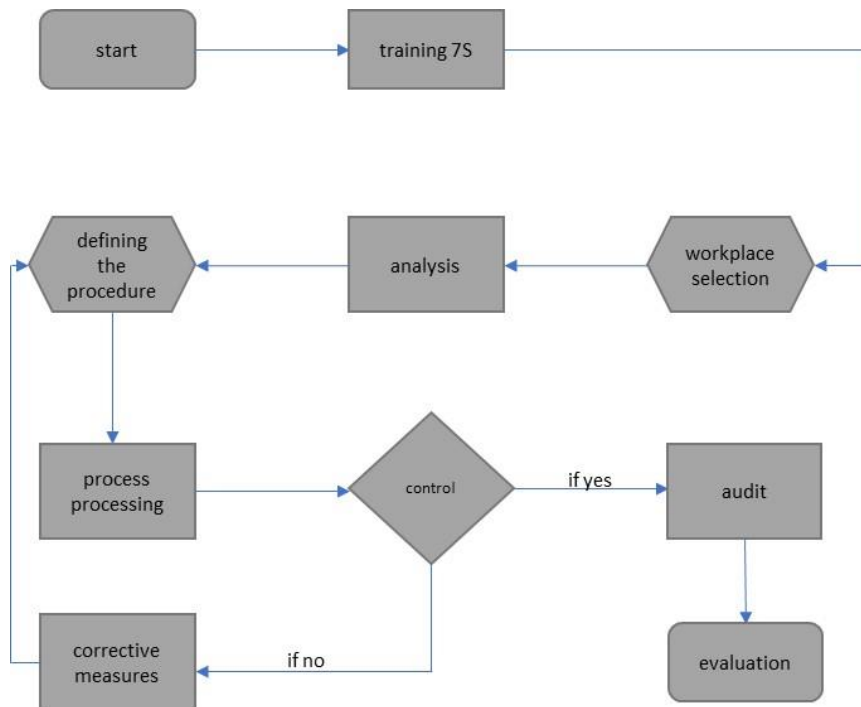 start
training 7S
defining
the
procedure
analysis
workplace
selection
process
processing
control
if yes
audit
corrective
measures
if no
evaluation